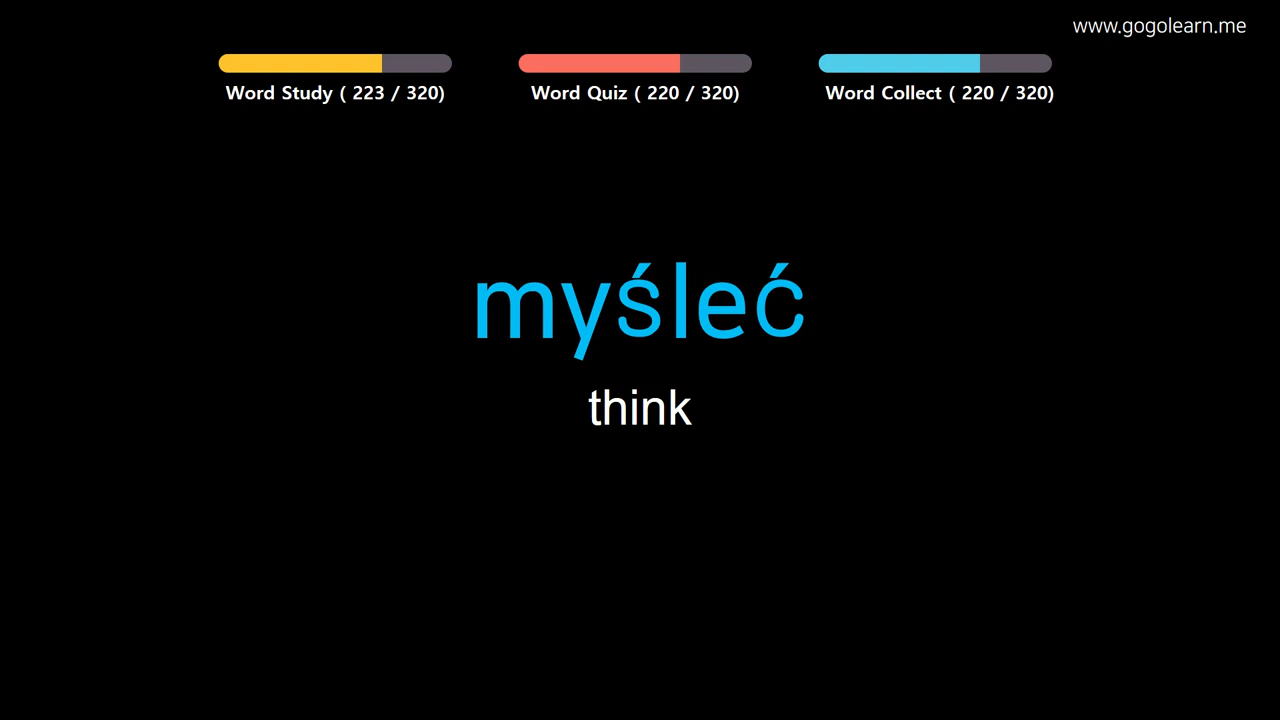 www.gogolearn.me
Word Study ( 223 / 320)
Word Quiz ( 220 / 320)
Word Collect ( 220 / 320)
myśleć
think